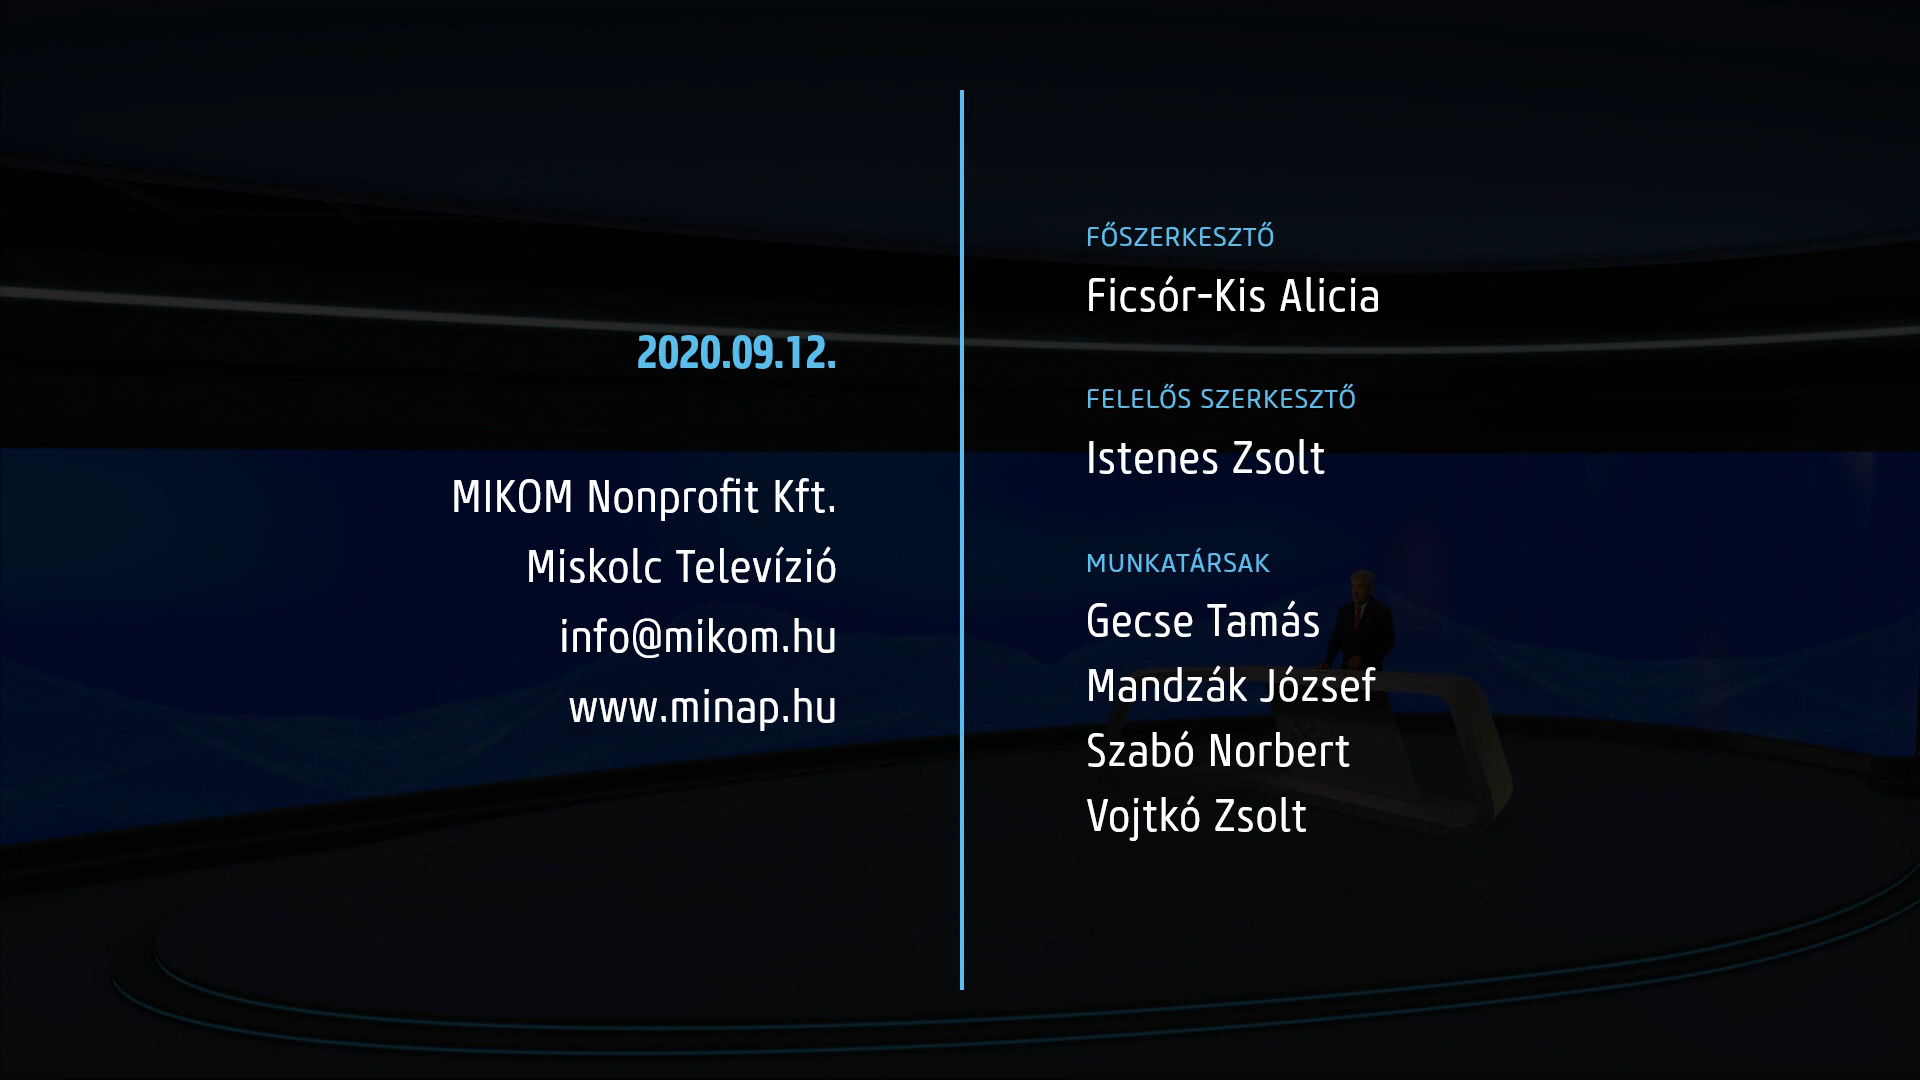 2020.09.12.
MIKOM Nonprofit Kft.
Miskolc Televízió
info@mikom.hu
www.minap.hu
FŐSZERKESZTŐ
Ficsór-Kis Alicia
FELELŐS SZERKESZTŐ
Istenes Zsolt
MUNKATÁRSAK
Gecse Tamás
Mandzák József
Szabó Norbert
Vojtkó Zsolt